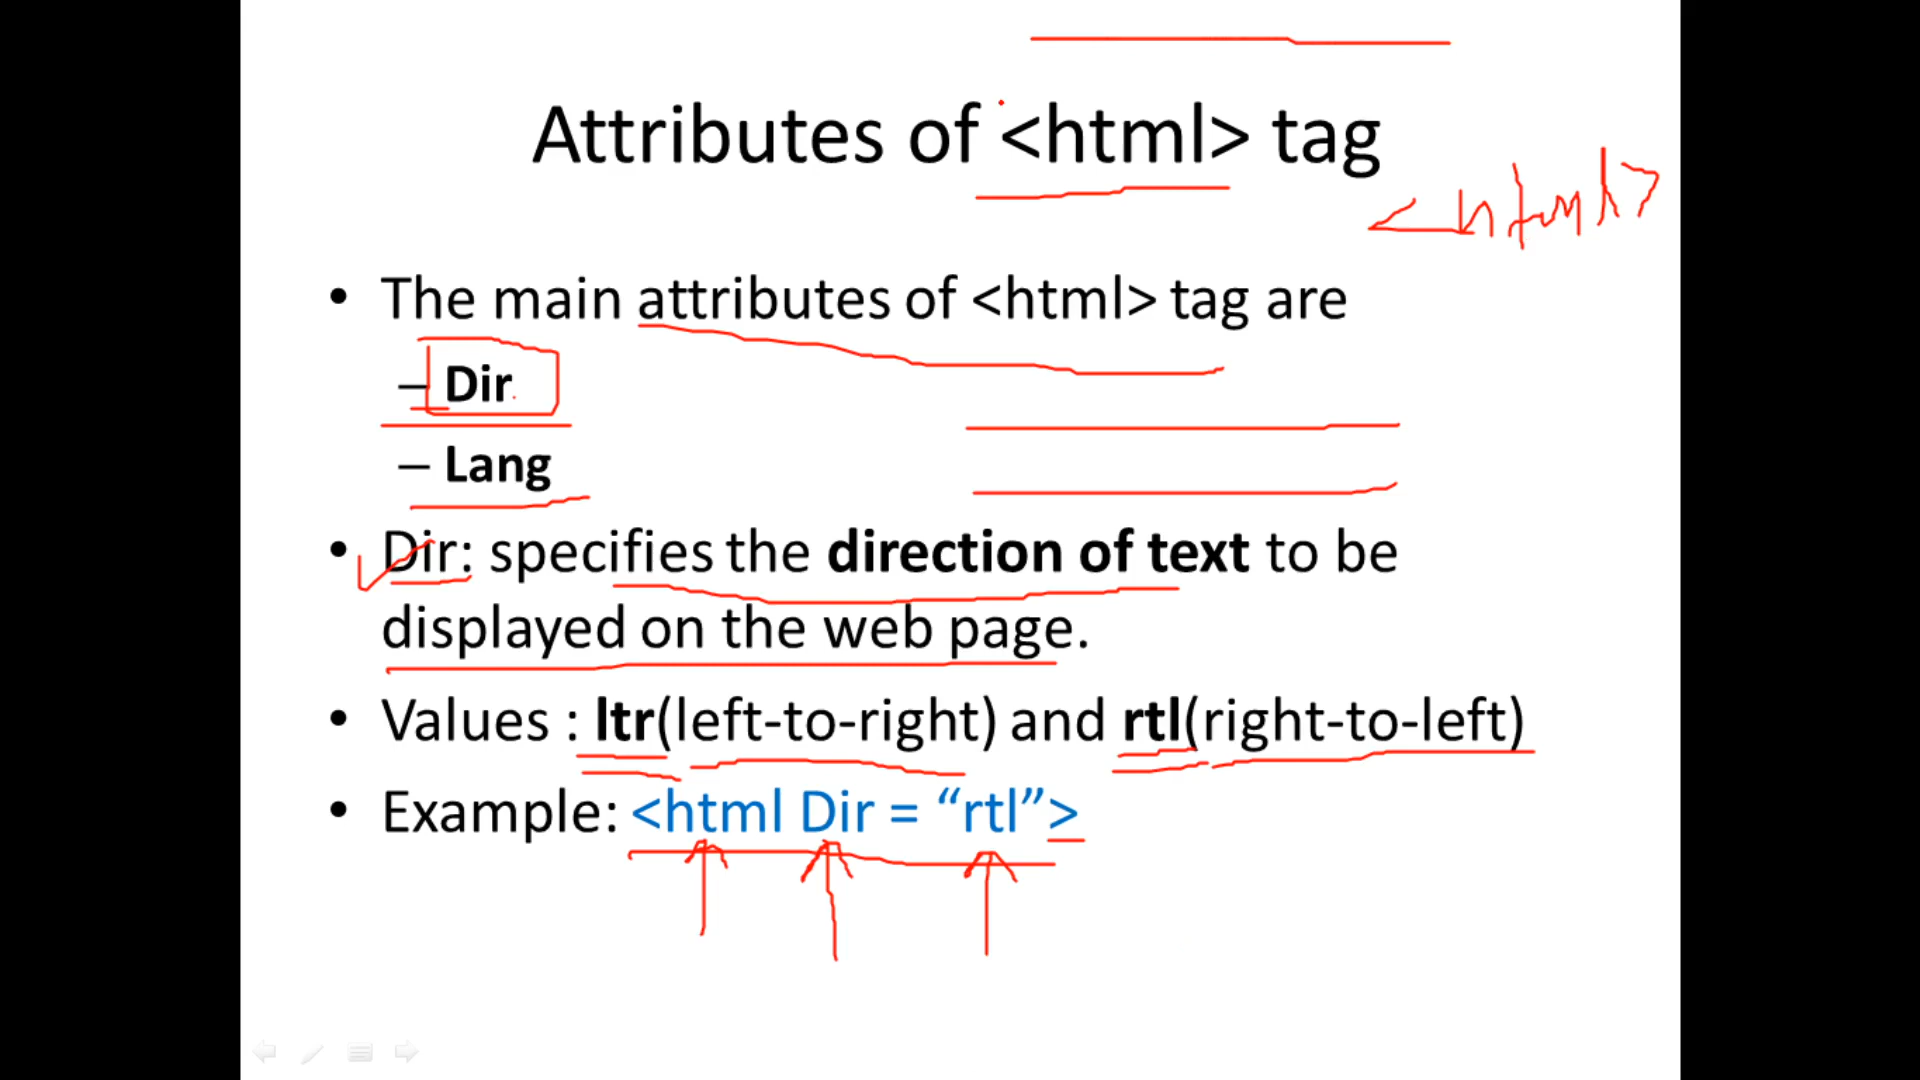 Attributes of <html> tag
<html>
• The main attributes of <html> tag are
– Dir
– Lang
• Dir: specifies the direction of text to be
displayed on the web page.
• Values : ltr(left-to-right) and rtl(right-to-left)
• Example: <html Dir = “rtl”>